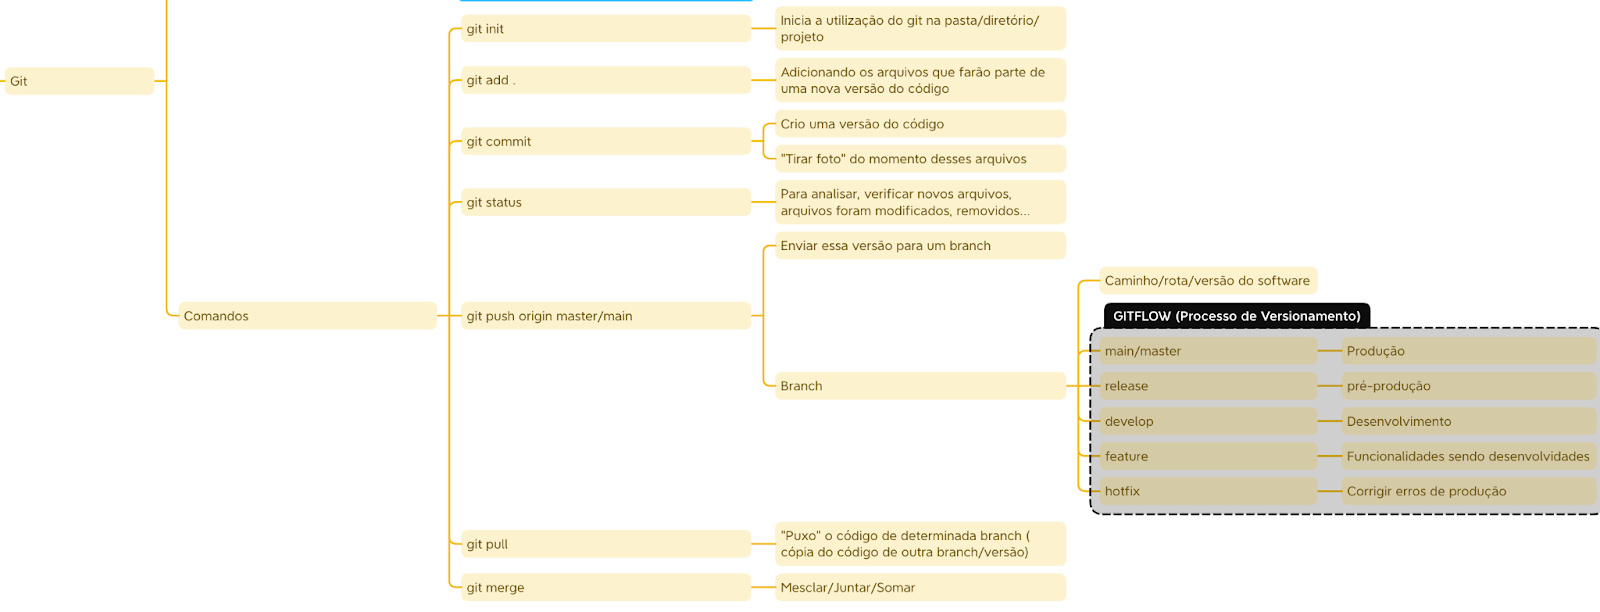 Git
Comandos
git init
Inicia a utilização do git na pasta/diretório/
projeto
git add .
Adicionando os arquivos que farão parte de
uma nova versão do código
git commit
Crio uma versão do código
"Tirar foto" do momento desses arquivos
git status
Para analisar, verificar novos arquivos,
arquivos foram modificados, removidos...
git push origin master/main
Enviar essa versão para um branch
Branch
Caminho/rota/versão do software
GITFLOW (Processo de Versionamento)
main/master
Produção
release
pré-produção
develop
Desenvolvimento
feature
Funcionalidades sendo desenvolvidades
hotfix
Corrigir erros de produção
git pull
"Puxo" o código de determinada branch (
cópia do código de outra branch/versão)
git merge
Mesclar/Juntar/Somar